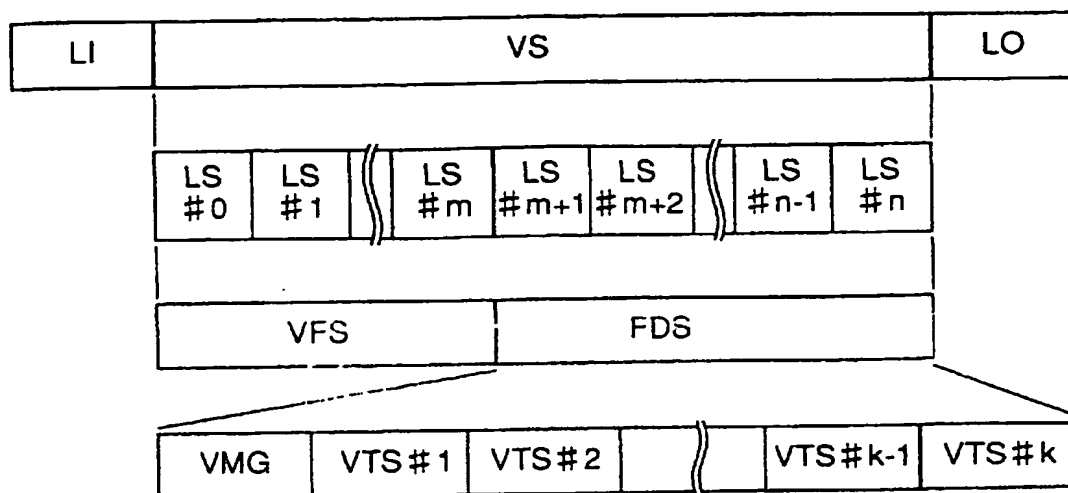 LI VS LO
LS LS LS LS LS LS LS
#0 #1 #m #m+1 #m+2 #n-1 #n
VFS FDS
VMG VTS#1 VTS#2 VTS#k-1 VTS#k